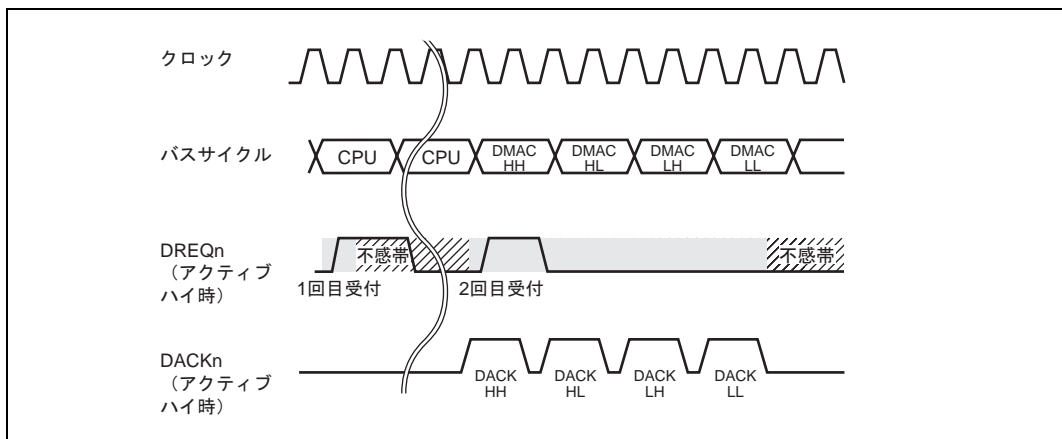 クロック
バスサイクル
CPU
CPU
DMAC
HH
DMAC
HL
DMAC
LH
DMAC
LL
DREQn
（アクティブ
ハイ時）
不感帯
不感帯
1回目受付
2回目受付
DACKn
（アクティブ
ハイ時）
DACK
HH
DACK
HL
DACK
LH
DACK
LL